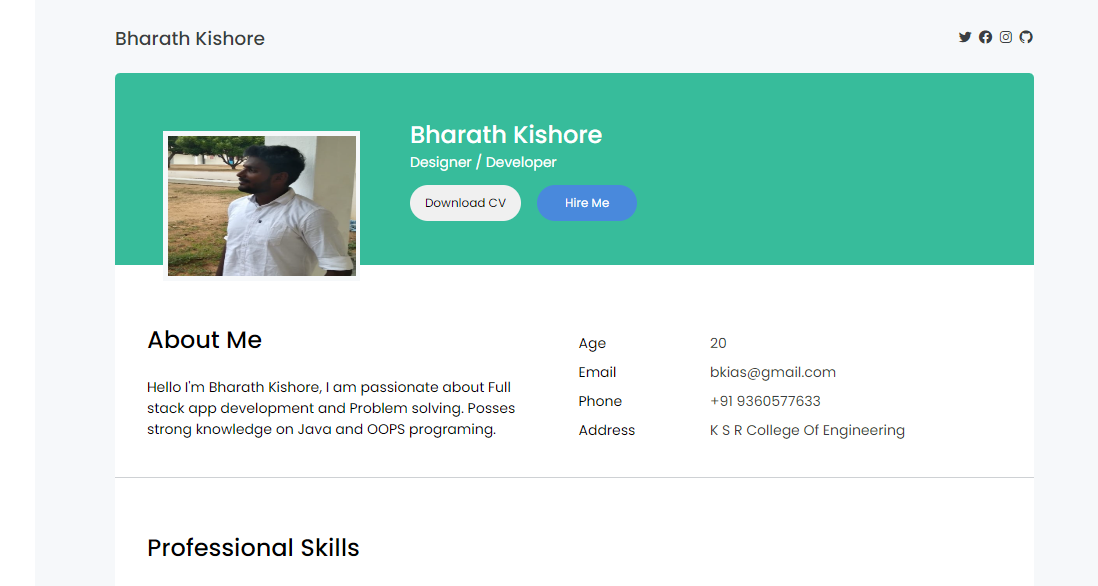 Bharath Kishore
Bharath Kishore
Designer / Developer
Download CV
Hire Me
About Me
Hello I'm Bharath Kishore, I am passionate about Full
stack app development and Problem solving. Posses
strong knowledge on Java and OOPS programing.
Age 20
Email bkias@gmail.com
Phone +91 9360577633
Address K S R College Of Engineering
Professional Skills